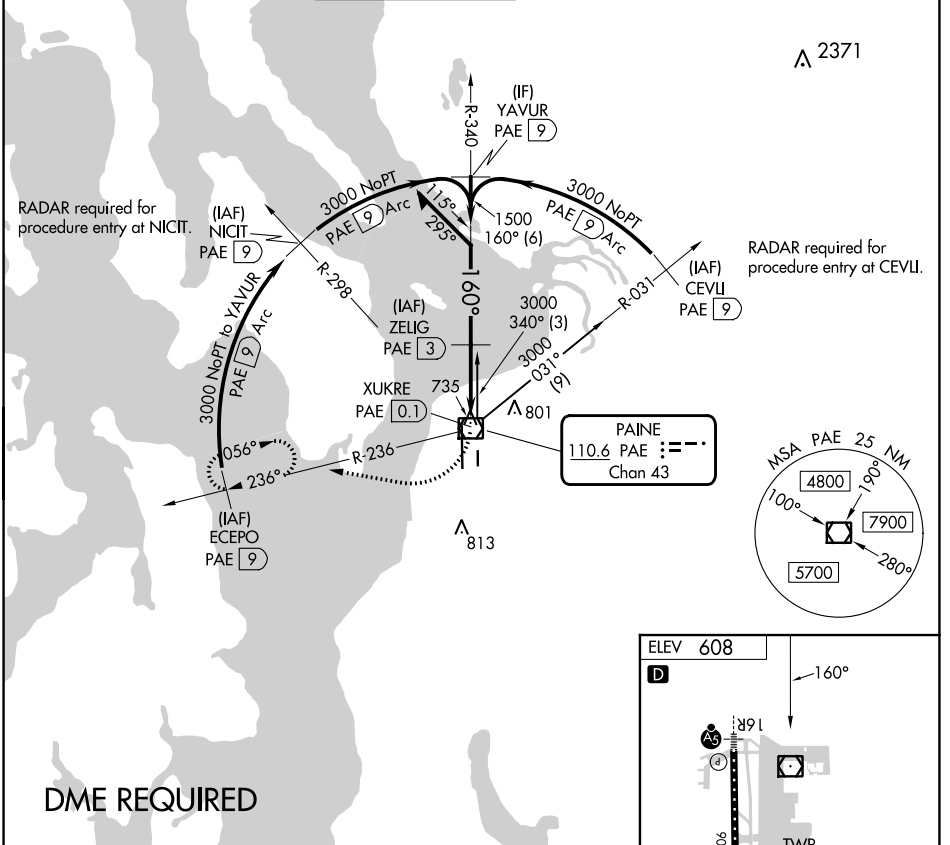 2371
(IF)
YAVUR
PAE 9
R-340
3000 NoPT
PAE 9 Arc
115°
295°
1500
160° (6)
3000 NoPT
PAE 9 Arc
RADAR required for
procedure entry at NICIT.
(IAF)
NICIT
PAE 9
R-298
RADAR required for
procedure entry at CEVLI.
(IAF)
CEVLI
PAE 9
R-031
160°
(IAF)
ZELIG
PAE 3
3000
340° (3)
3000
031°
(9)
3000 NoPT to YAVUR
PAE 9 Arc
XUKRE
PAE 0.1
735
801
PAINE
110.6 PAE
Chan 43
R-236
056°
236°
(IAF)
ECEPO
PAE 9
813
MSA PAE 25 NM
4800
190°
100°
7900
280°
5700
ELEV 608
D
160°
16R
A5
P
DME REQUIRED
TWR